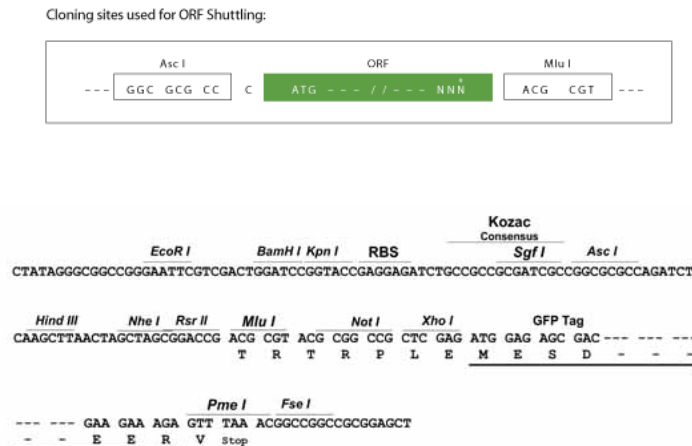 Cloning sites used for ORF Shuttling:
Asc I ORF Mlu I
--- GGC GCG CC C ATG --- // --- NNN* ACG CGT ---
Kozac
Consensus
EcoR I BamH I Kpn I RBS Sgf I Asc I
CTATAGGGCGGCCGGGAATTCGTCGACTGGATCCGGTACCGAGGAGATCTGCCGCCGCGATCGCCGGCGCGCCAGATCT
Hind III Nhe I Rsr II Mlu I Not I Xho I GFP Tag
CAAGCTTAACTAGCTAGCGGACCG ACG CGT ACG CGG CCG CTC GAG ATG GAG AGC GAC --- --- ---
T R T R P L E M E S D - - -
Pme I Fse I
--- --- GAA GAA AGA GTT TAA ACGGCCGGCCGCGGAGCT
- - E E R V Stop